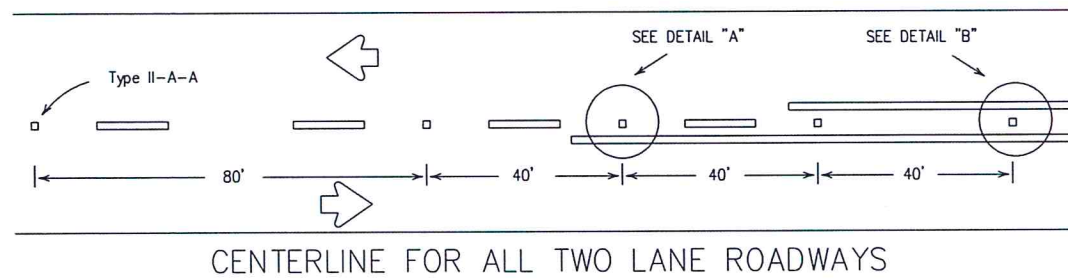 SEE DETAIL "A"
SEE DETAIL "B"
Type II-A-A
80'
40'
40'
40'
CENTERLINE FOR ALL TWO LANE ROADWAYS